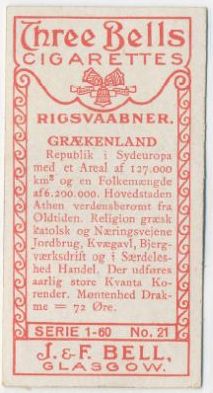 Three Bells
CIGARETTES
RIGSVAABNER.
GRÆKENLAND
Republik i Sydeuropa
med et Areal af 127.000
km² og en Folkemængde
af 6.200.000. Hovedstaden
Athen verdensberømt fra
Oldtiden. Religion græsk
katolsk og Næringsvejene
Jordbrug, Kvægavl, Bjerg-
værksdrift og i Særdeles-
hed Handel. Der udføres
aarlig store Kvanta Ko-
render. Møntenhed Drak-
me = 72 Øre.
SERIE 1-60 No. 21
J. & F. BELL,
GLASGOW.